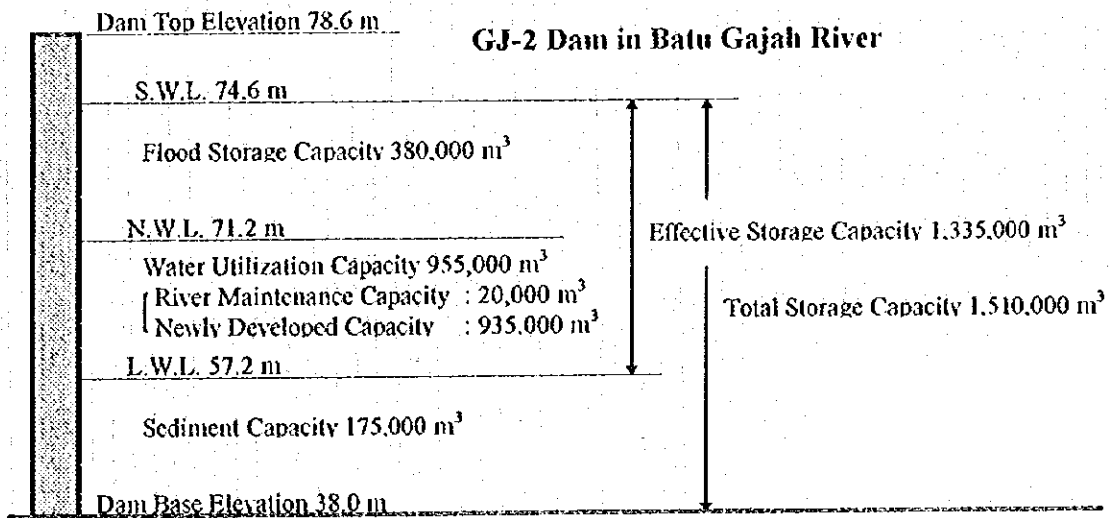 Dam Top Elevation 78.6 m
GJ-2 Dam in Batu Gajah River
S.W.L. 74.6 m
Flood Storage Capacity 380,000 m³
N.W.L. 71.2 m
Effective Storage Capacity 1,335,000 m³
Water Utilization Capacity 955,000 m³
River Maintenance Capacity : 20,000 m³
Newly Developed Capacity : 935,000 m³
Total Storage Capacity 1,510,000 m³
L.W.L. 57.2 m
Sediment Capacity 175,000 m³
Dam Base Elevation 38.0 m